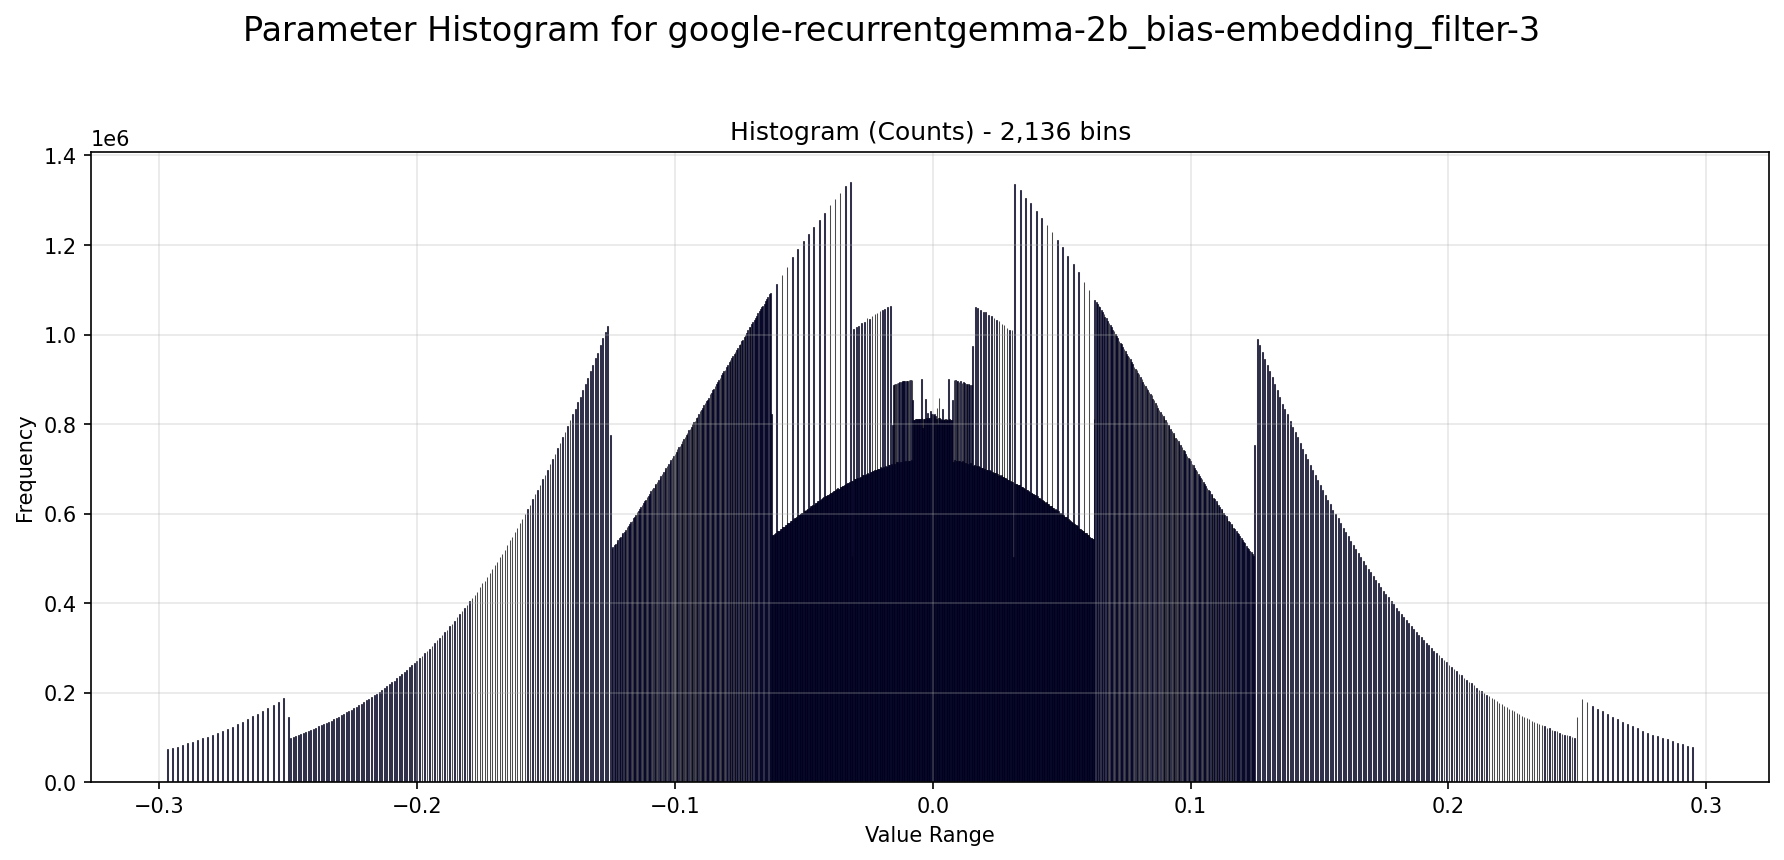 Parameter Histogram for google-recurrentgemma-2b_bias-embedding_filter-3
Histogram (Counts) - 2,136 bins
1e6
1.4
1.2
1.0
0.8
0.6
0.4
0.2
0.0
Frequency
−0.3 −0.2 −0.1 0.0 0.1 0.2 0.3
Value Range